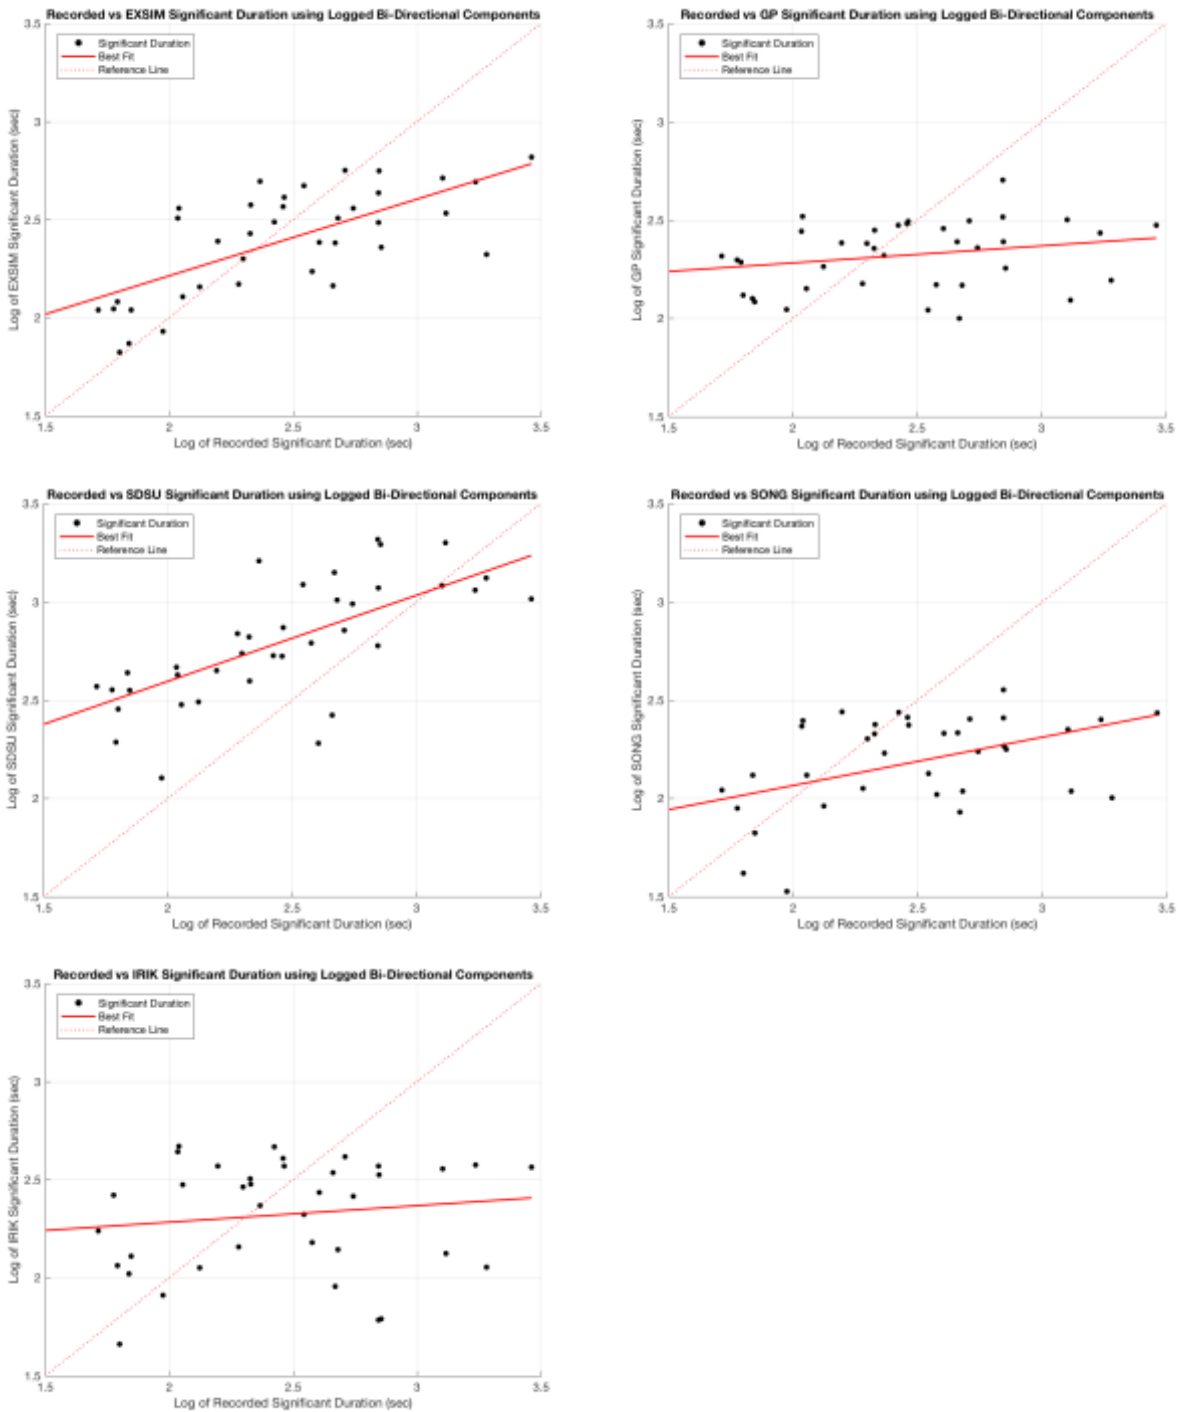 Recorded vs EXSIM Significant Duration using Logged Bi-Directional Components
3.5
Significant Duration
Best Fit
Reference Line
3
2.5
2
1.5
Log of EXSIM Significant Duration (sec)
1.5 2 2.5 3 3.5
Log of Recorded Significant Duration (sec)
Recorded vs GP Significant Duration using Logged Bi-Directional Components
3.5
Significant Duration
Best Fit
Reference Line
3
2.5
2
1.5
Log of GP Significant Duration (sec)
1.5 2 2.5 3 3.5
Log of Recorded Significant Duration (sec)
Recorded vs SDSU Significant Duration using Logged Bi-Directional Components
3.5
Significant Duration
Best Fit
Reference Line
3
2.5
2
1.5
Log of SDSU Significant Duration (sec)
1.5 2 2.5 3 3.5
Log of Recorded Significant Duration (sec)
Recorded vs SONG Significant Duration using Logged Bi-Directional Components
3.5
Significant Duration
Best Fit
Reference Line
3
2.5
2
1.5
Log of SONG Significant Duration (sec)
1.5 2 2.5 3 3.5
Log of Recorded Significant Duration (sec)
Recorded vs IRIK Significant Duration using Logged Bi-Directional Components
3.5
Significant Duration
Best Fit
Reference Line
3
2.5
2
1.5
Log of IRIK Significant Duration (sec)
1.5 2 2.5 3 3.5
Log of Recorded Significant Duration (sec)